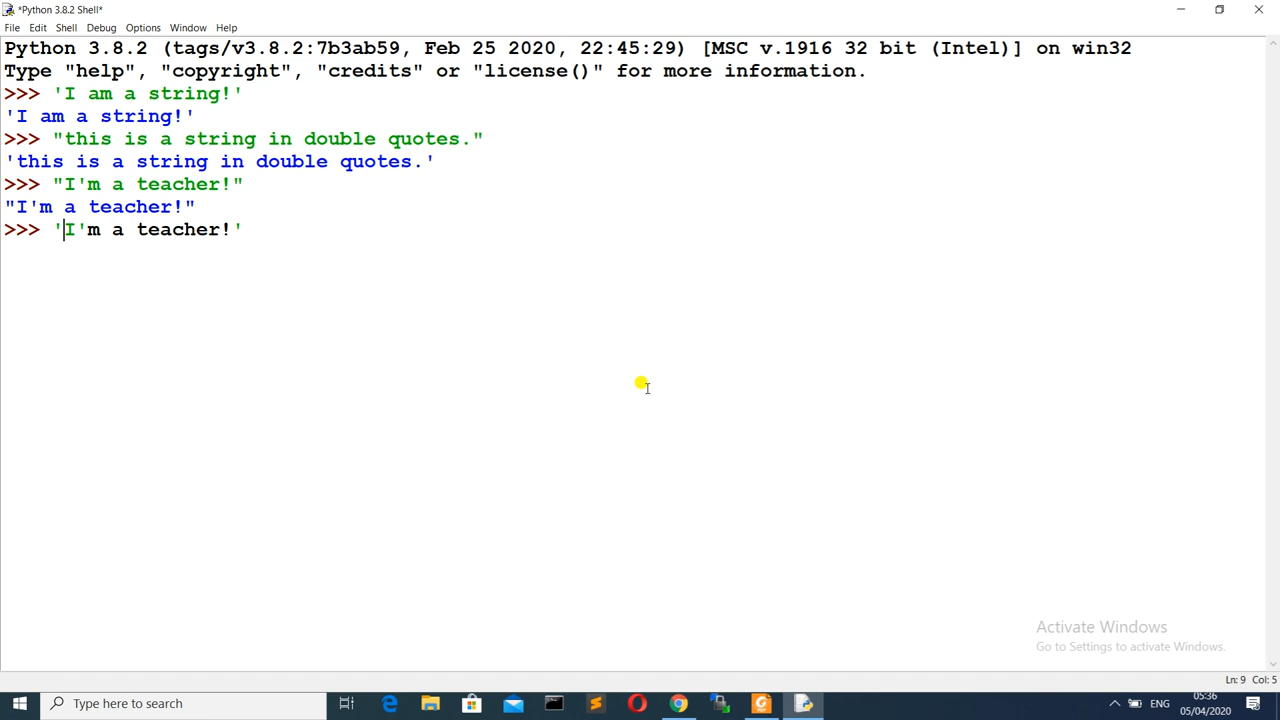 *Python 3.8.2 Shell*
File Edit Shell Debug Options Window Help
Python 3.8.2 (tags/v3.8.2:7b3ab59, Feb 25 2020, 22:45:29) [MSC v.1916 32 bit (Intel)] on win32
Type "help", "copyright", "credits" or "license()" for more information.
>>> 'I am a string!'
'I am a string!'
>>> "this is a string in double quotes."
'this is a string in double quotes.'
>>> "I'm a teacher!"
"I'm a teacher!"
>>> 'I'm a teacher!'
Activate Windows
Go to Settings to activate Windows.
Ln: 9 Col: 5
Type here to search
ENG
05:36
05/04/2020